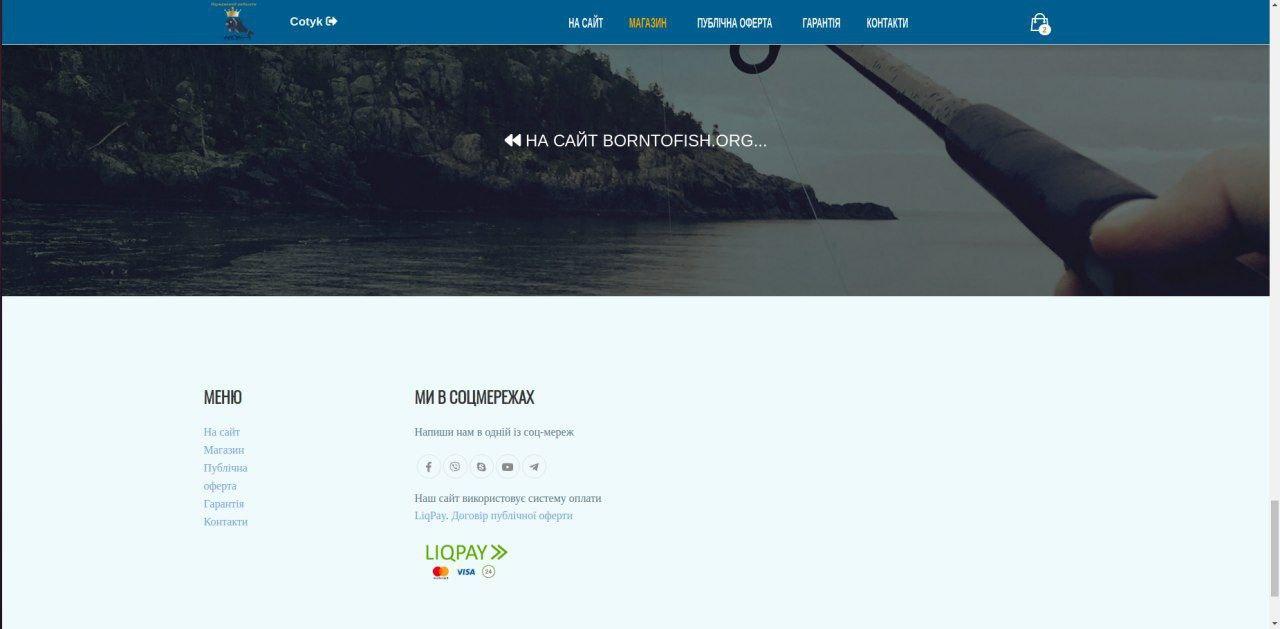 Cotyk
НА САЙТ
МАГАЗИН
ПУБЛІЧНА ОФЕРТА
ГАРАНТІЯ
КОНТАКТИ
2
НА САЙТ BORNTOFISH.ORG...
МЕНЮ
На сайт
Магазин
Публічна
оферта
Гарантія
Контакти
МИ В СОЦМЕРЕЖАХ
Напиши нам в одній із соц-мереж
Наш сайт використовує систему оплати
LiqPay. Договір публічної оферти
LIQPAY
VISA
24